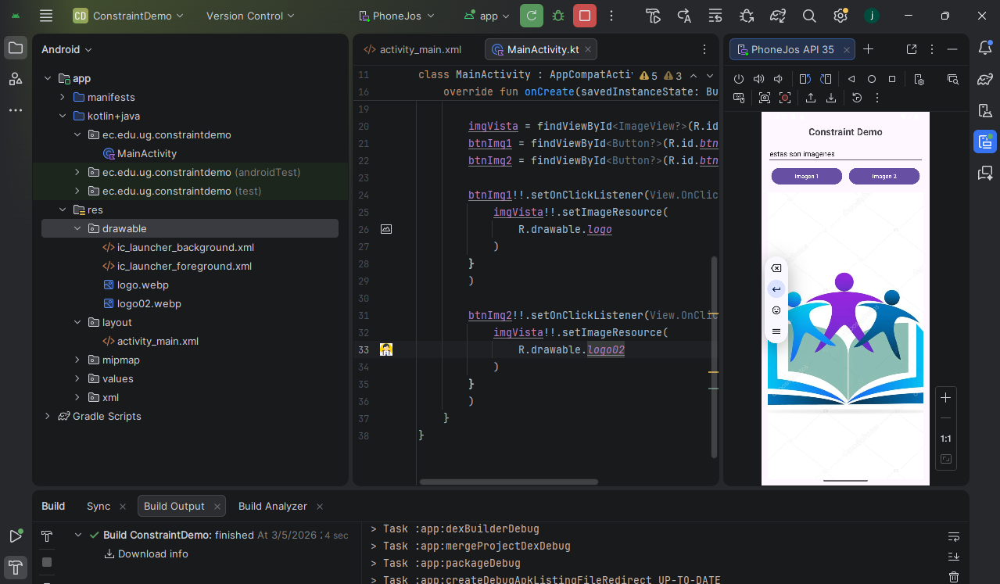 CD ConstraintDemo Version Control PhoneJos app j
Android
app
manifests
kotlin+java
ec.edu.ug.constraintdemo
MainActivity
ec.edu.ug.constraintdemo (androidTest)
ec.edu.ug.constraintdemo (test)
res
drawable
ic_launcher_background.xml
ic_launcher_foreground.xml
logo.webp
logo02.webp
layout
activity_main.xml
mipmap
values
xml
Gradle Scripts
activity_main.xml MainActivity.kt
11 class MainActivity : AppCompatActi 5 3
16 override fun onCreate(savedInstanceState: Bu
19
20 imgVista = findViewById<ImageView?>(R.id
21 btnImg1 = findViewById<Button?>(R.id.btn
22 btnImg2 = findViewById<Button?>(R.id.btn
23
24 btnImg1!!.setOnClickListener(View.OnClic
25 imgVista!!.setImageResource(
26 R.drawable.logo
27 )
28 }
29 )
30
31 btnImg2!!.setOnClickListener(View.OnClic
32 imgVista!!.setImageResource(
33 R.drawable.logo02
34 )
35 }
36 )
37 }
38 }
PhoneJos API 35
Constraint Demo
estas son imagenes
Imagen 1 Imagen 2
1:1
Build Sync Build Output Build Analyzer
Build ConstraintDemo: finished At 3/5/2026 4 sec
Download info
> Task :app:dexBuilderDebug
> Task :app:mergeProjectDexDebug
> Task :app:packageDebug
> Task :app:createDebugApkListingFileRedirect UP-TO-DATE